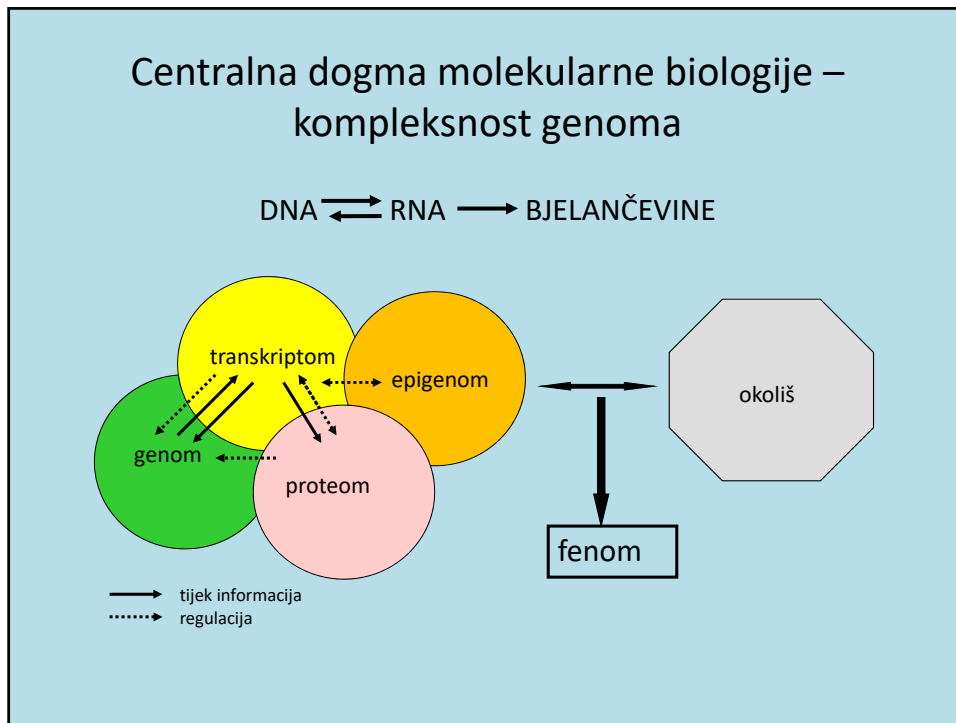 Centralna dogma molekularne biologije –
kompleksnost genoma
DNA RNA BJELANČEVINE
transkriptom
epigenom
okoliš
genom
proteom
fenom
tijek informacija
regulacija